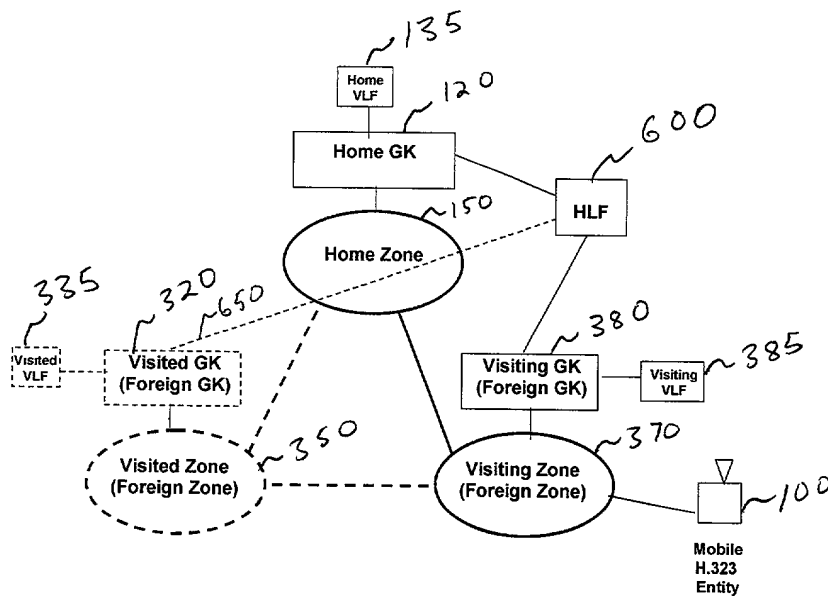 135
Home
VLF
120
Home GK
600
HLF
150
Home Zone
335
320
650
Visited
VLF
Visited GK
(Foreign GK)
380
385
Visiting GK
(Foreign GK)
Visiting
VLF
350
Visited Zone
(Foreign Zone)
370
Visiting Zone
(Foreign Zone)
100
Mobile
H.323
Entity